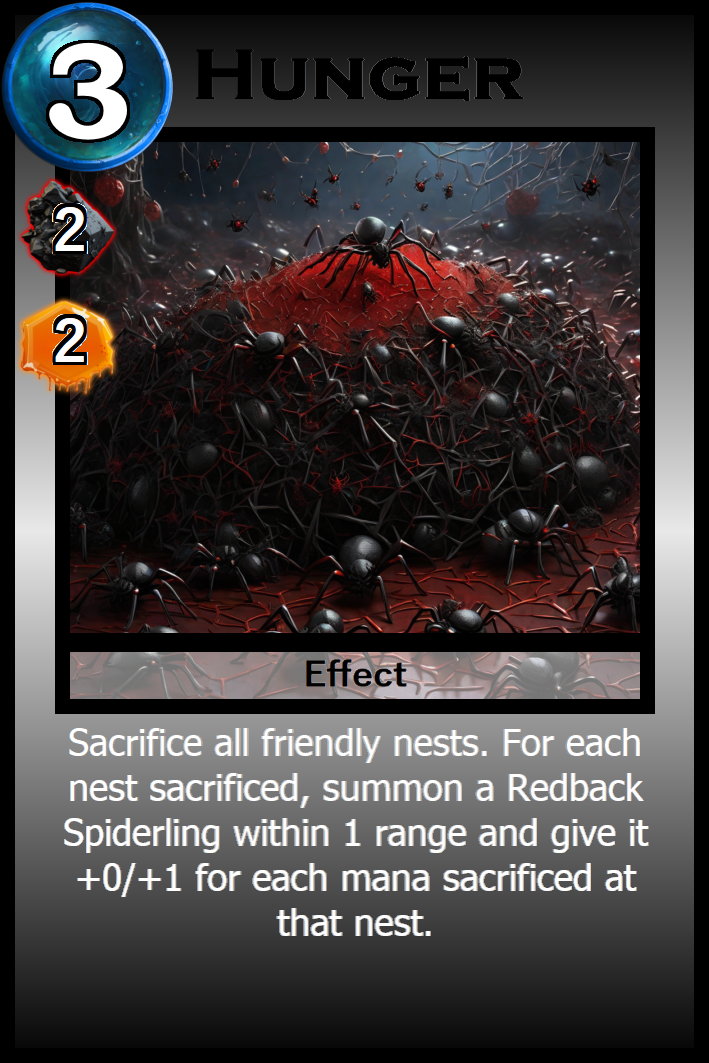 3
HUNGER
2
2
Effect
Sacrifice all friendly nests. For each
nest sacrificed, summon a Redback
Spiderling within 1 range and give it
+0/+1 for each mana sacrificed at
that nest.